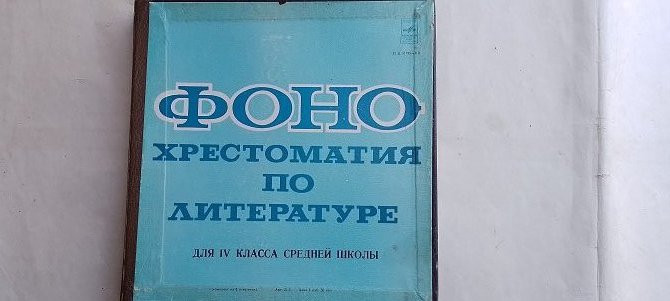 ФОНО
ХРЕСТОМАТИЯ
ПО
ЛИТЕРАТУРЕ
ДЛЯ IV КЛАССА СРЕДНЕЙ ШКОЛЫ